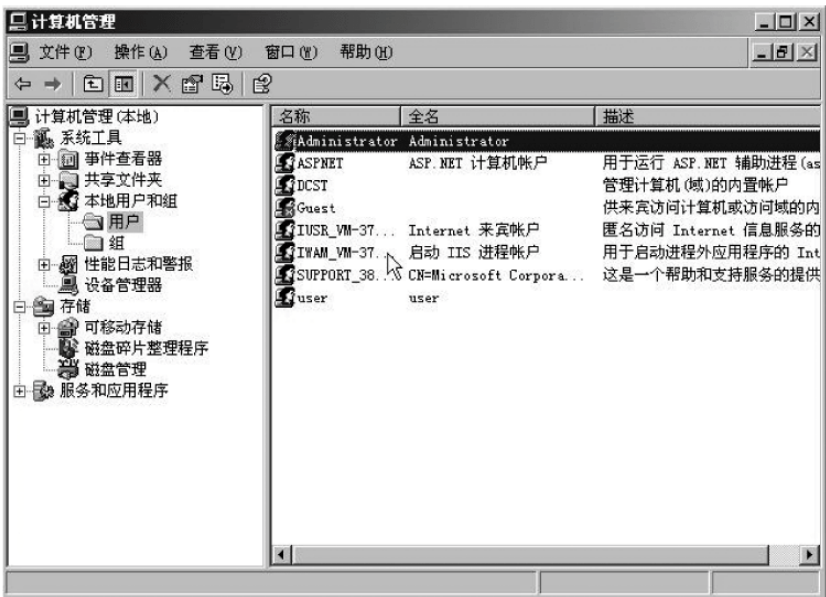 计算机管理
文件(F) 操作(A) 查看(V) 窗口(W) 帮助(H)
计算机管理(本地)
系统工具
事件查看器
共享文件夹
本地用户和组
用户
组
性能日志和警报
设备管理器
存储
可移动存储
磁盘碎片整理程序
磁盘管理
服务和应用程序
名称 全名 描述
Administrator Administrator
ASPNET ASP.NET 计算机帐户 用于运行 ASP.NET 辅助进程(as
DCST 管理计算机(域)的内置帐户
Guest 供来宾访问计算机或访问域的内
IUSR_VM-37... Internet 来宾帐户 匿名访问 Internet 信息服务的
IWAM_VM-37... 启动 IIS 进程帐户 用于启动进程外应用程序的 Int
SUPPORT_38... CN=Microsoft Corpora... 这是一个帮助和支持服务的提供
user user